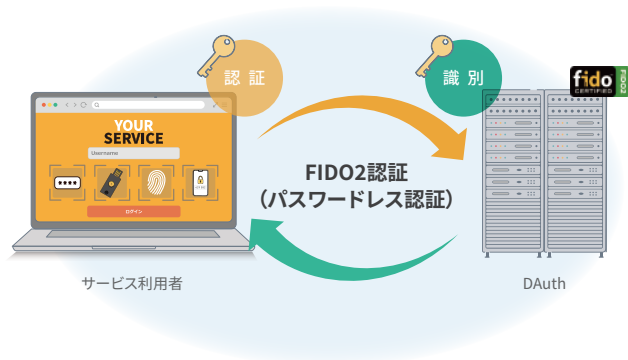 認証
識別
fido
CERTIFIED
FIDO2
YOUR
SERVICE
Username
****
ログイン
FIDO2認証
（パスワードレス認証）
サービス利用者
DAuth